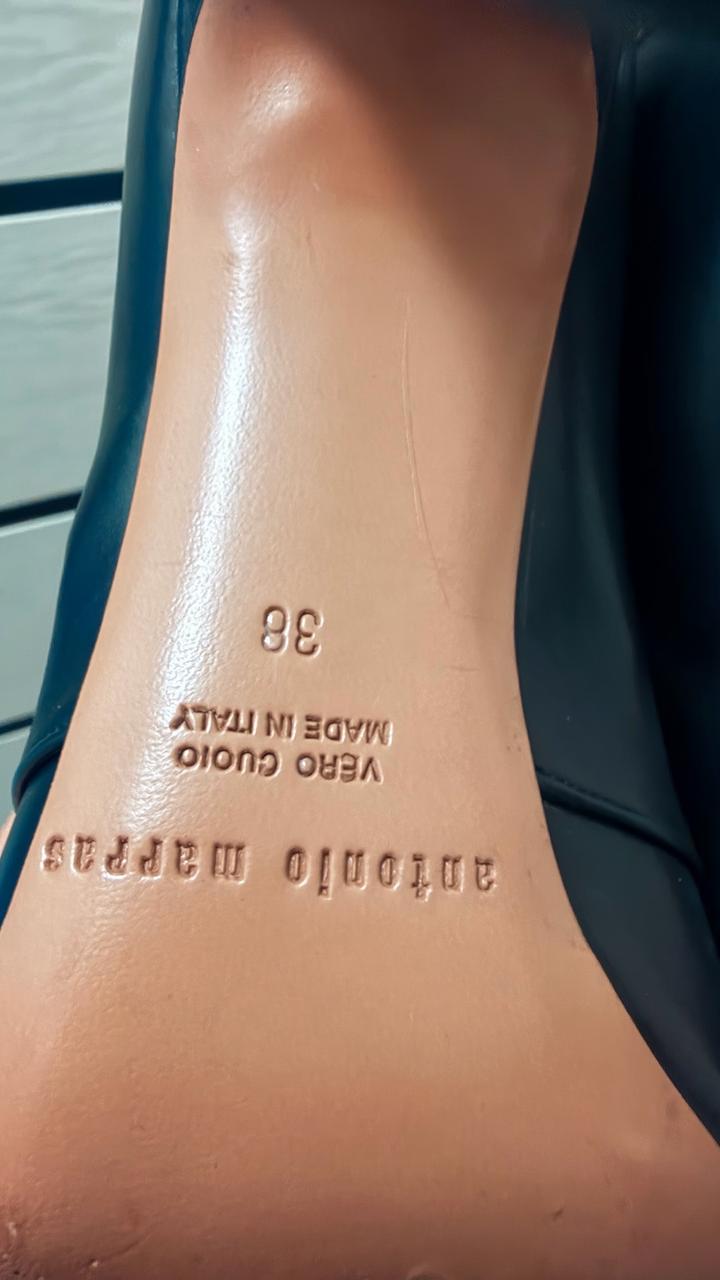 antonio marras
VERO CUOIO
MADE IN ITALY
38